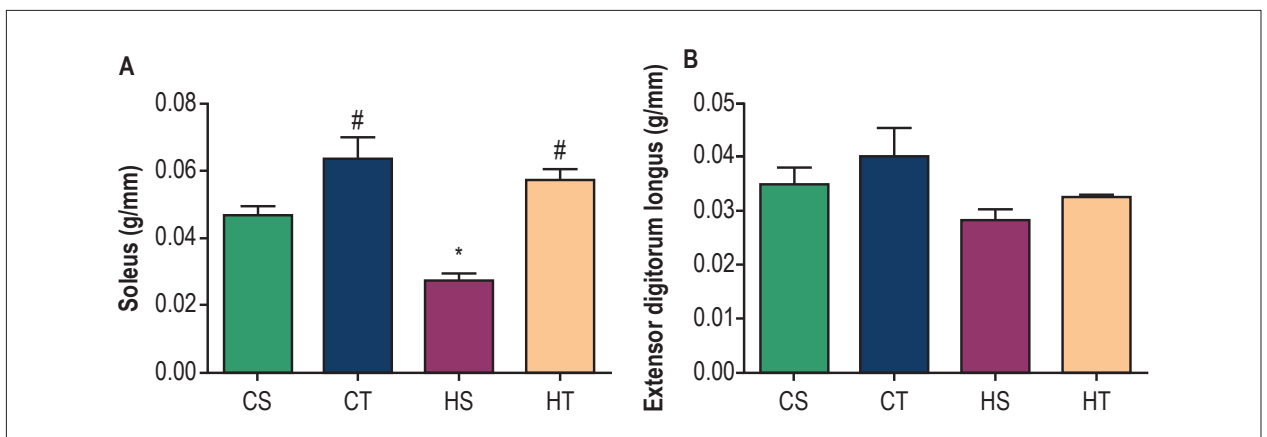 A
Soleus (g/mm)
0.08
0.06
0.04
0.02
0.00
#
*
#
CS CT HS HT
B
Extensor digitorum longus (g/mm)
0.05
0.04
0.03
0.02
0.01
0.00
CS CT HS HT